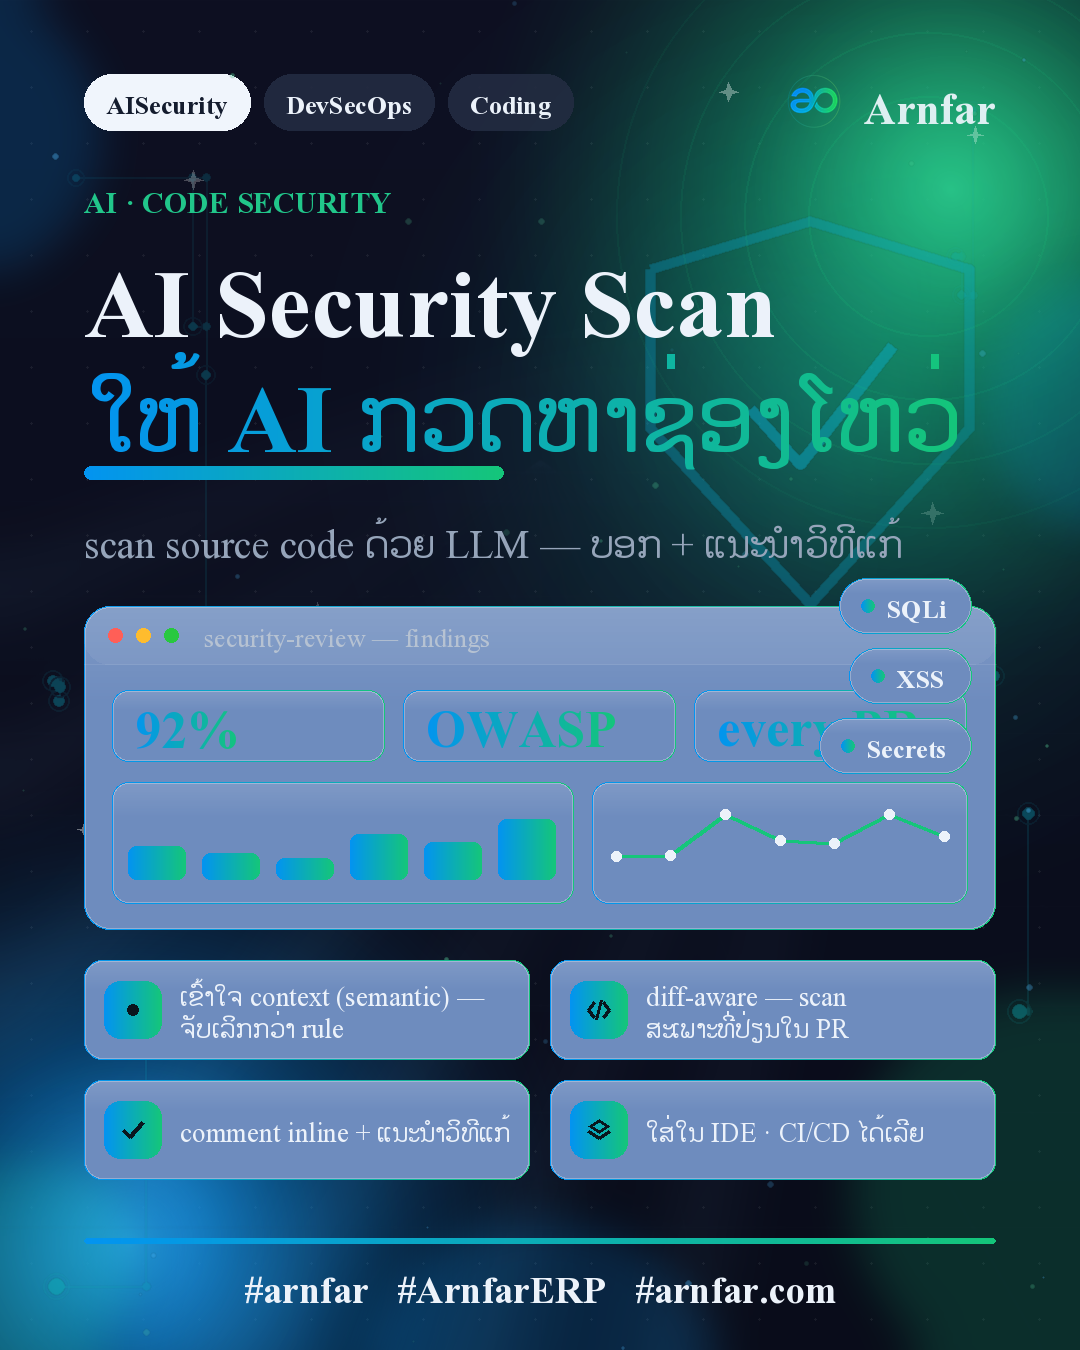 AISecurity DevSecOps Coding
Arnfar
AI · CODE SECURITY
AI Security Scan
ໃຫ້ AI ກວດຫາຊ່ອງໂຫວ່
scan source code ດ້ວຍ LLM — ບອກ + ແນະນຳວິທີແກ້
security-review — findings
SQLi
XSS
Secrets
92% OWASP every PR
ເຂົ້າໃຈ context (semantic) —
ຈັບເລິກກວ່າ rule
diff-aware — scan
ສະເພາະທີ່ປ່ຽນໃນ PR
comment inline + ແນະນຳວິທີແກ້
ໃສ່ໃນ IDE · CI/CD ໄດ້ເລີຍ
#arnfar #ArnfarERP #arnfar.com